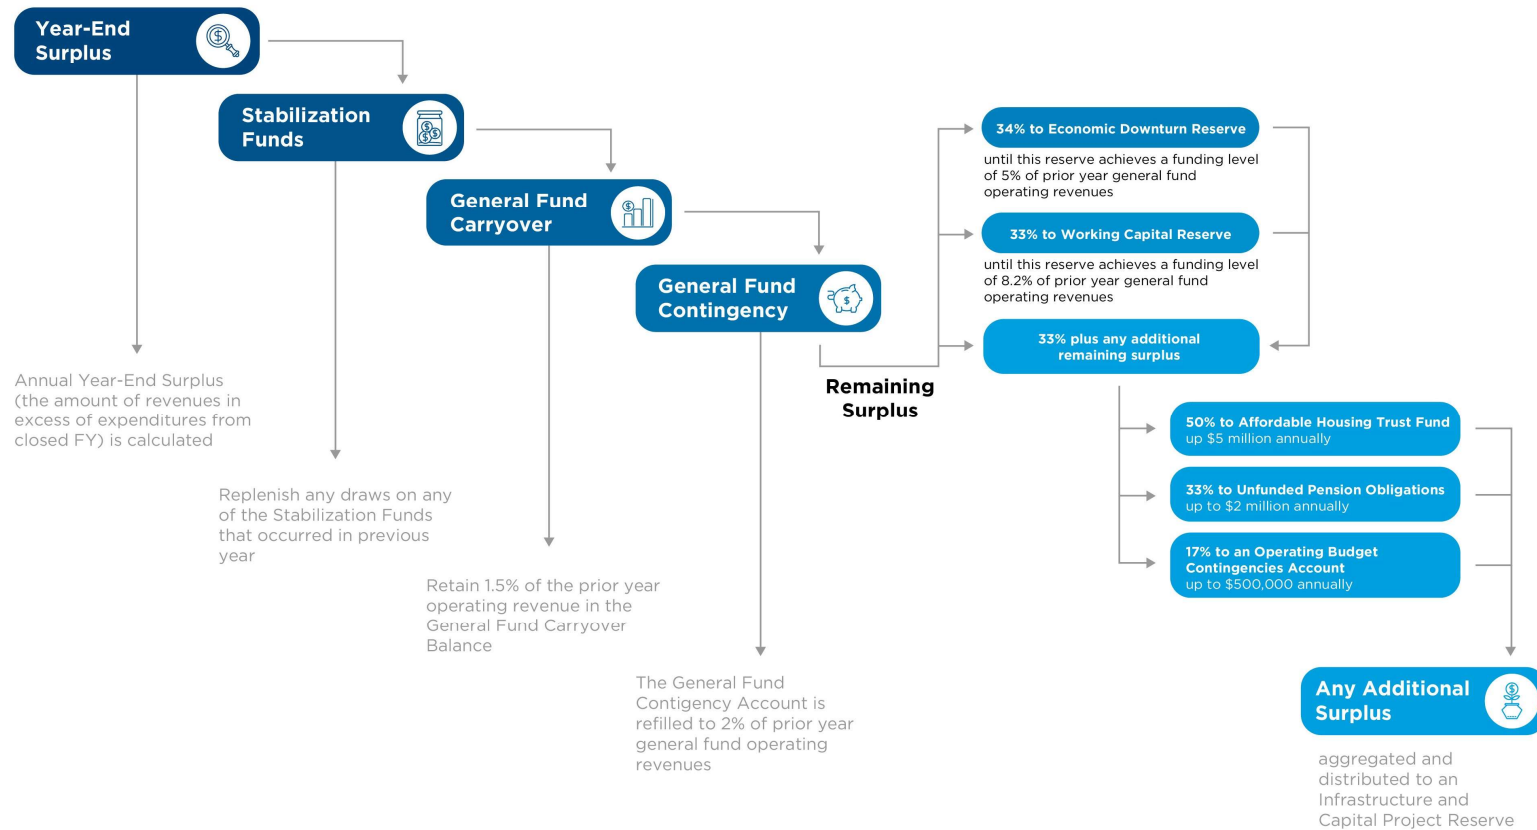 Year-End
Surplus
Stabilization
Funds
General Fund
Carryover
General Fund
Contingency
Annual Year-End Surplus
(the amount of revenues in
excess of expenditures from
closed FY) is calculated
Replenish any draws on any
of the Stabilization Funds
that occurred in previous
year
Retain 1.5% of the prior year
operating revenue in the
General Fund Carryover
Balance
The General Fund
Contigency Account is
refilled to 2% of prior year
general fund operating
revenues
Remaining
Surplus
34% to Economic Downturn Reserve
until this reserve achieves a funding level
of 5% of prior year general fund
operating revenues
33% to Working Capital Reserve
until this reserve achieves a funding level
of 8.2% of prior year general fund
operating revenues
33% plus any additional
remaining surplus
50% to Affordable Housing Trust Fund
up $5 million annually
33% to Unfunded Pension Obligations
up to $2 million annually
17% to an Operating Budget
Contingencies Account
up to $500,000 annually
Any Additional
Surplus
aggregated and
distributed to an
Infrastructure and
Capital Project Reserve